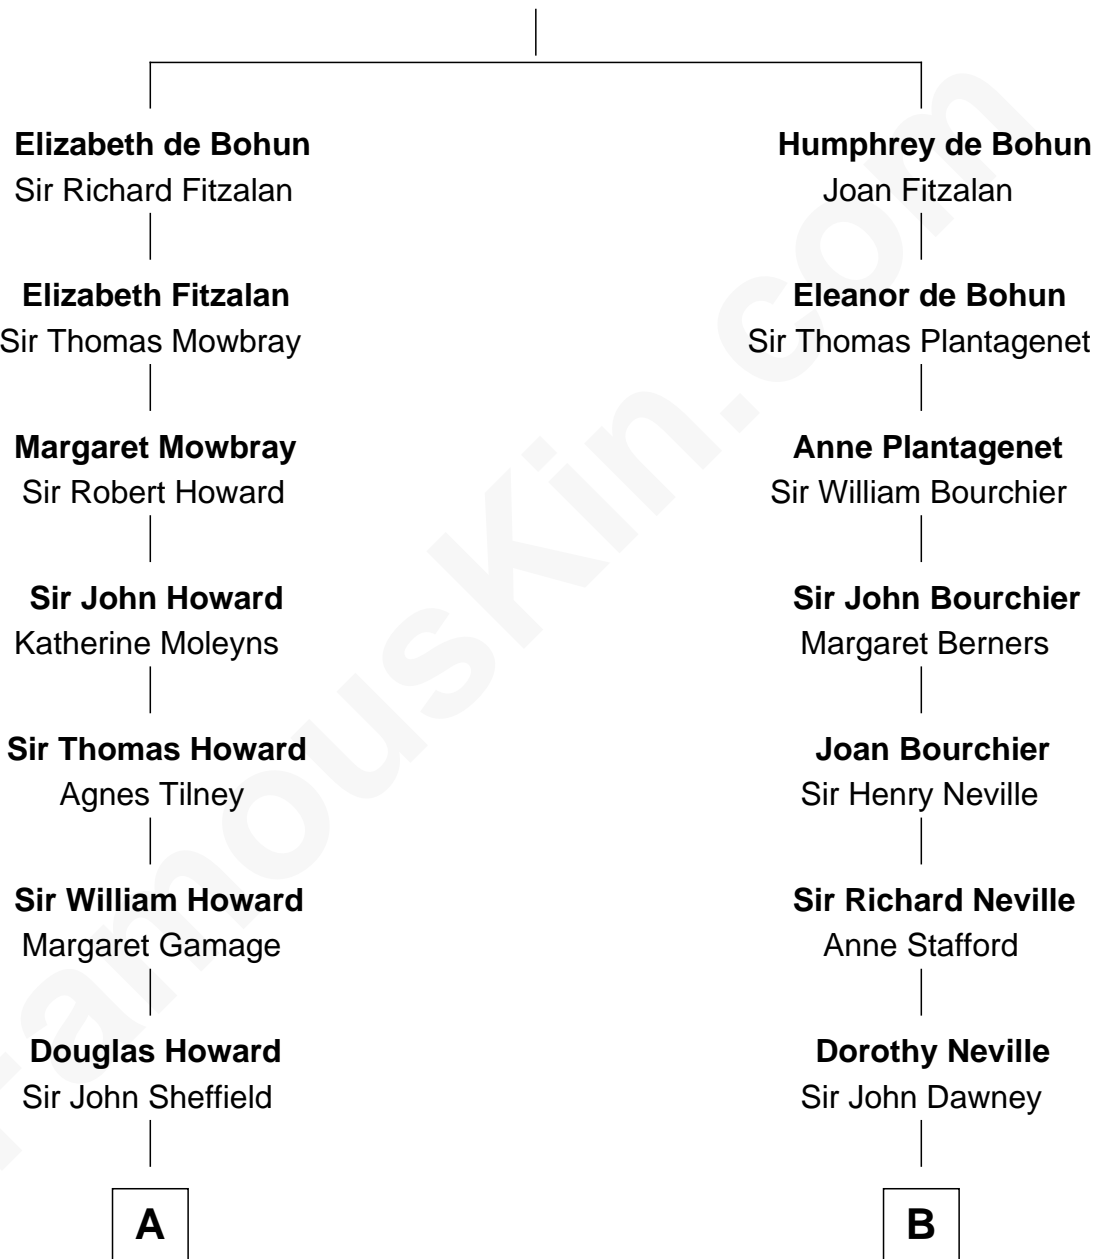 Elizabeth de Bohun
Sir Richard Fitzalan
Elizabeth Fitzalan
Sir Thomas Mowbray
Margaret Mowbray
Sir Robert Howard
Sir John Howard
Katherine Moleyns
Sir Thomas Howard
Agnes Tilney
Sir William Howard
Margaret Gamage
Douglas Howard
Sir John Sheffield
A
Humphrey de Bohun
Joan Fitzalan
Eleanor de Bohun
Sir Thomas Plantagenet
Anne Plantagenet
Sir William Bourchier
Sir John Bourchier
Margaret Berners
Joan Bourchier
Sir Henry Neville
Sir Richard Neville
Anne Stafford
Dorothy Neville
Sir John Dawney
B
FamousKin.com